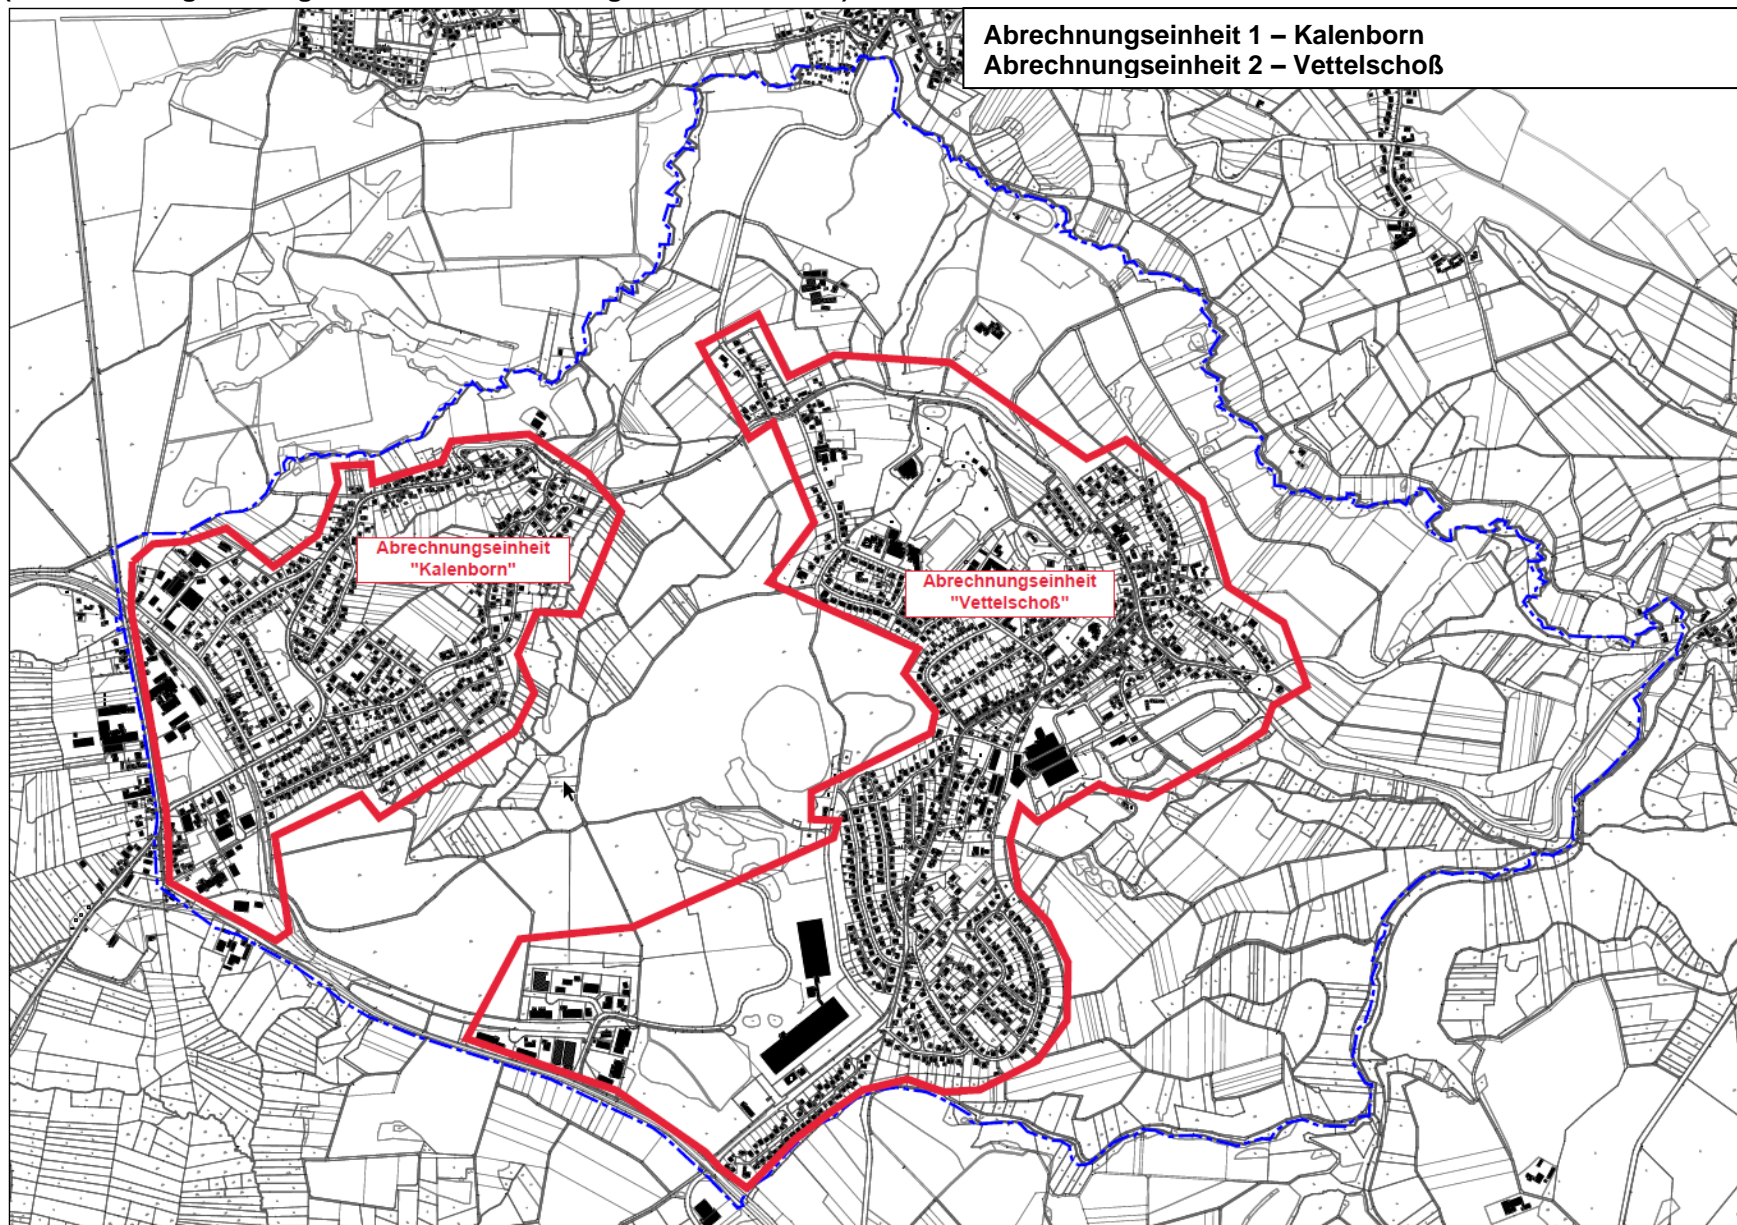 Abrechnungseinheit 1 – Kalenborn
Abrechnungseinheit 2 – Vettelschoß
Abrechnungseinheit
"Kalenborn"
Abrechnungseinheit
"Vettelschoß"